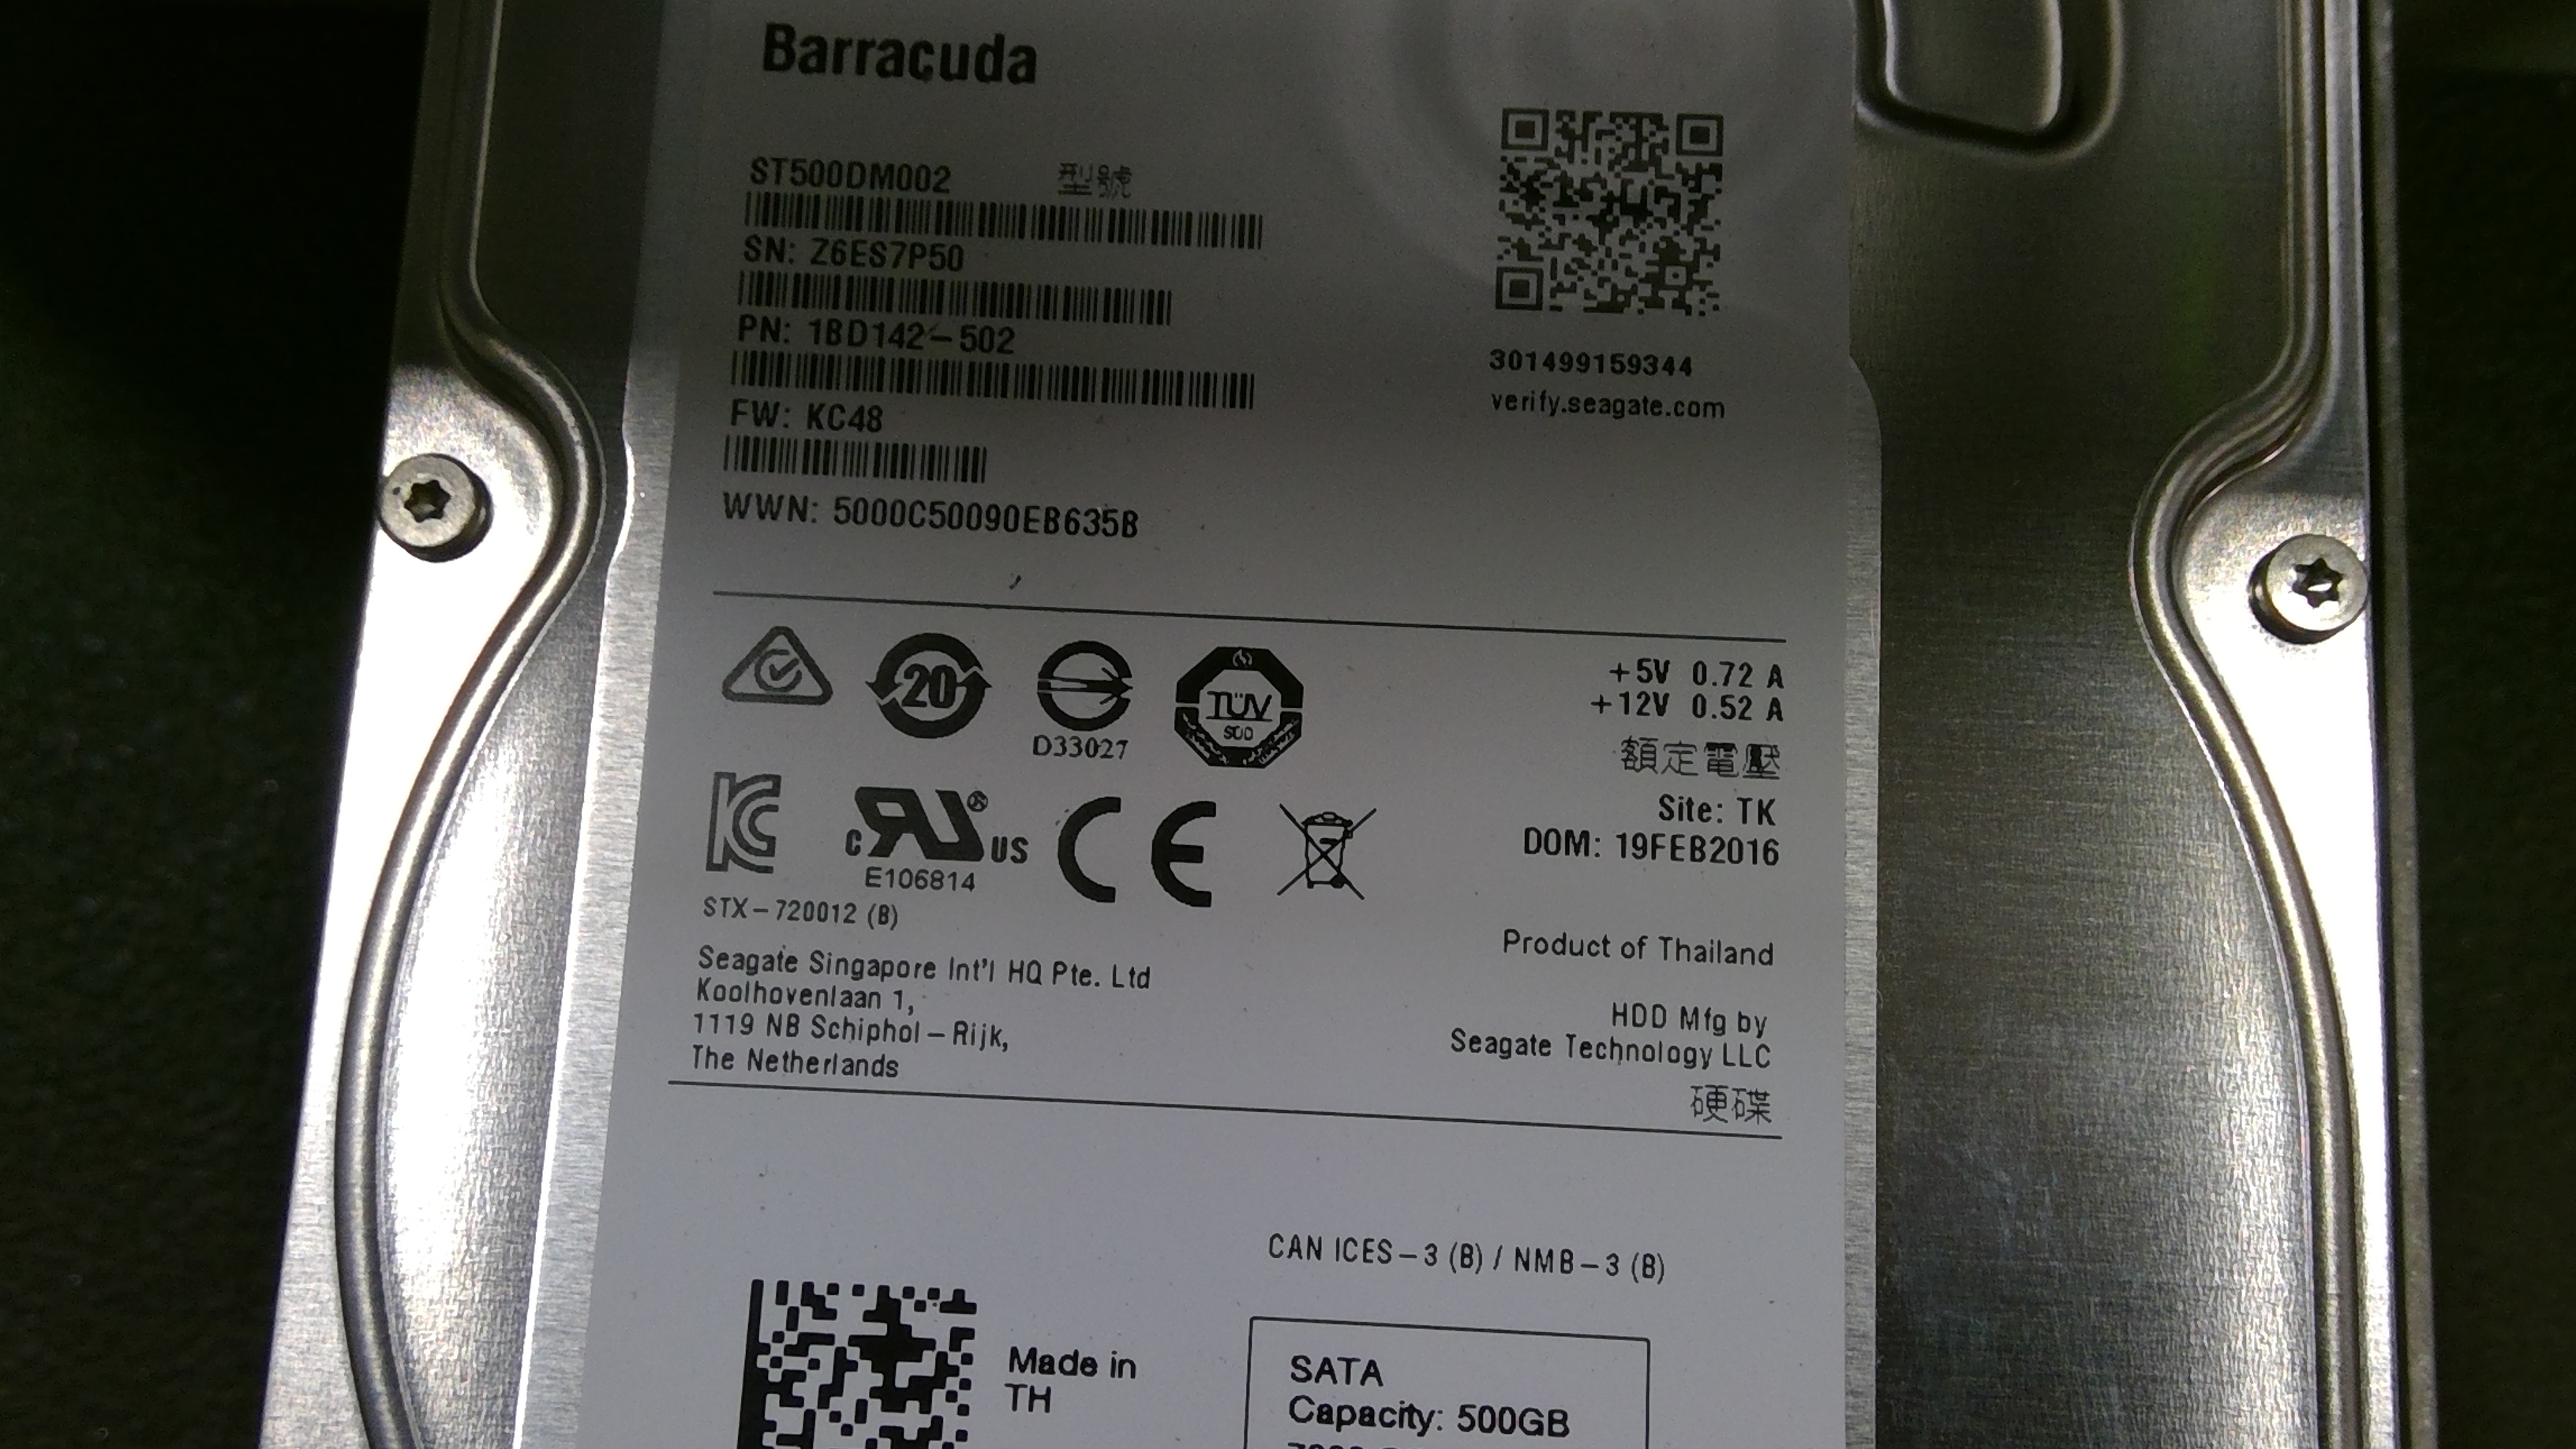 Barracuda
ST500DM002 型號
SN: Z6ES7P50
PN: 1BD142-502
FW: KC48
WWN: 5000C50090EB635B
301499159344
verify.seagate.com
20
D33027
TÜV
SÜD
+5V 0.72 A
+12V 0.52 A
額定電壓
Site: TK
DOM: 19FEB2016
c US
E106814
CE
STX-720012 (B)
Seagate Singapore Int'l HQ Pte. Ltd
Koolhovenlaan 1,
1119 NB Schiphol-Rijk,
The Netherlands
Product of Thailand
HDD Mfg by
Seagate Technology LLC
硬碟
CAN ICES-3 (B) / NMB-3 (B)
Made in
TH
SATA
Capacity: 500GB